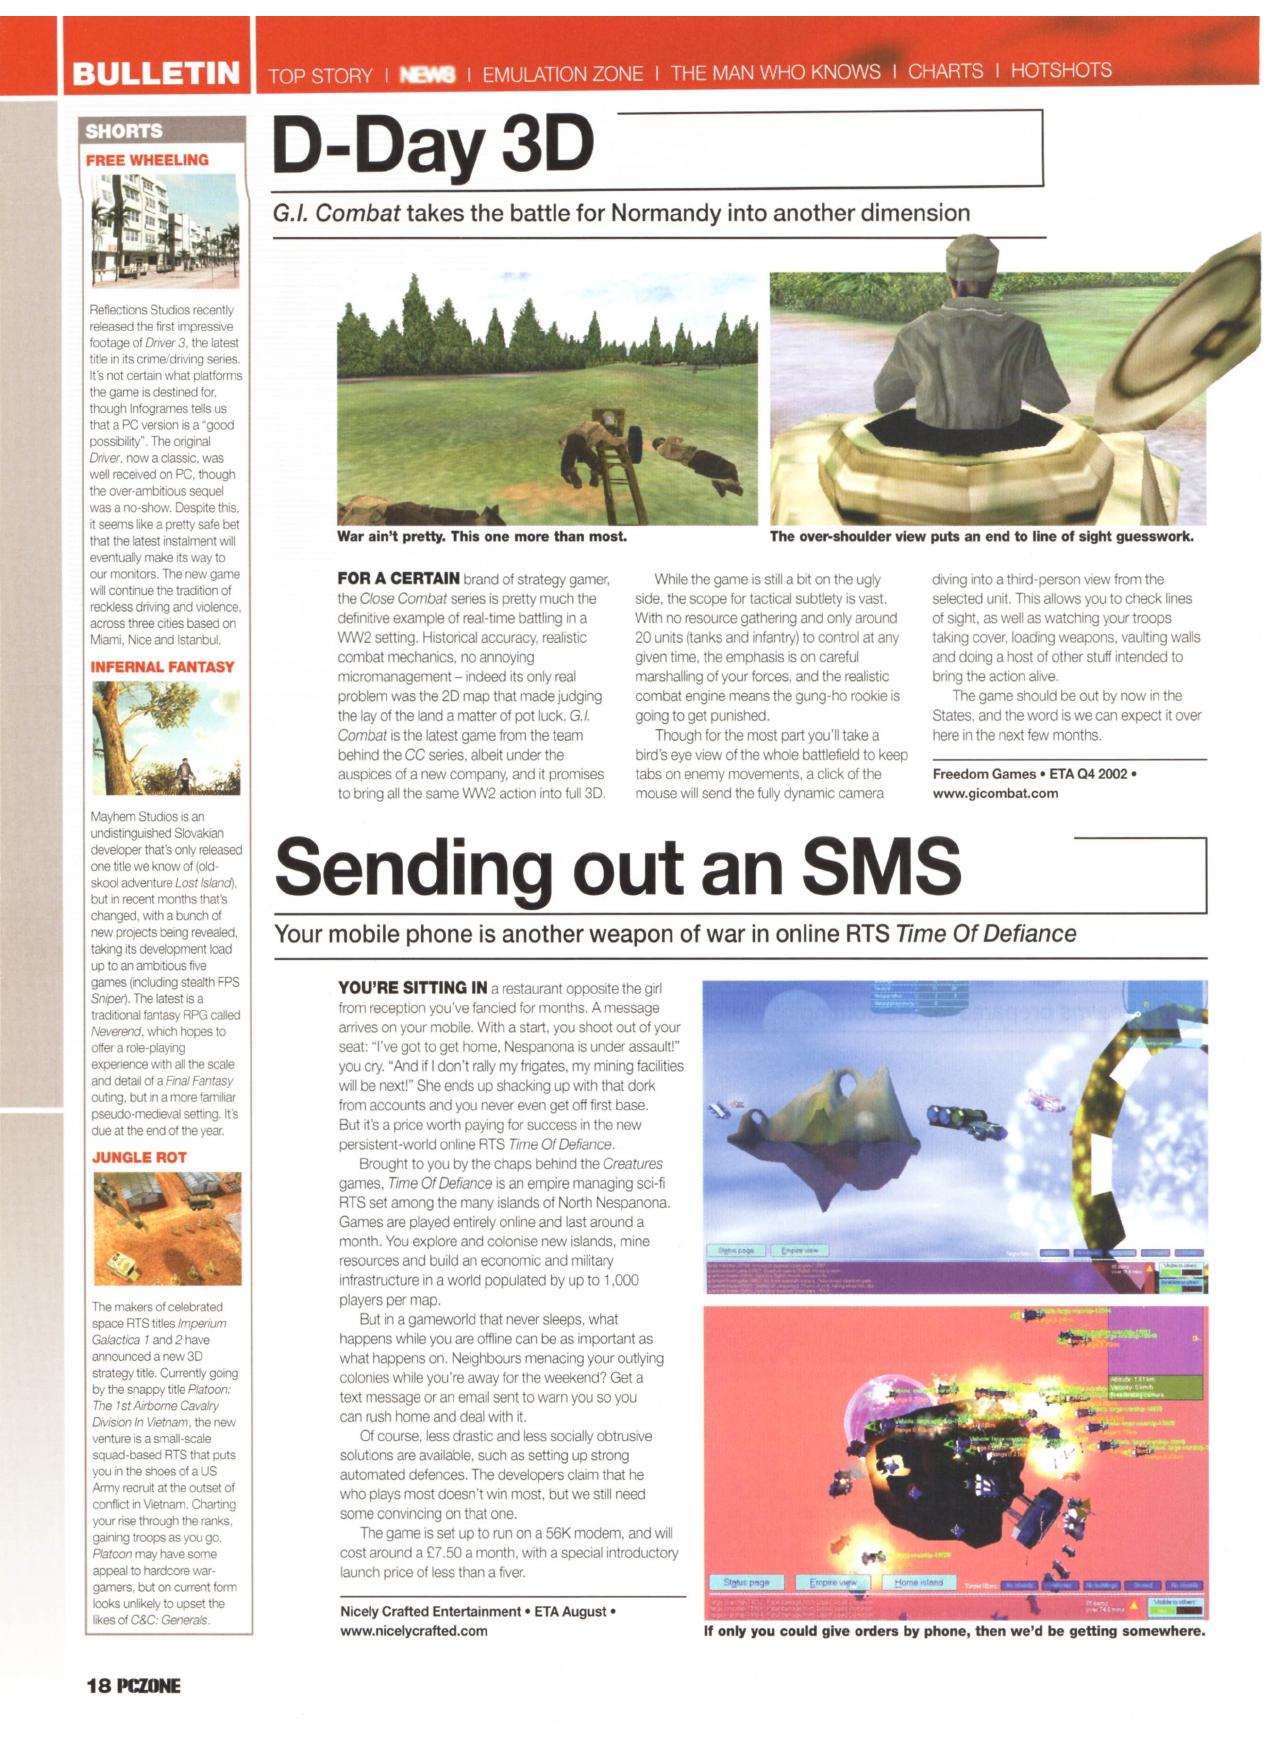 BULLETIN
TOP STORY | NEWS | EMULATION ZONE | THE MAN WHO KNOWS | CHARTS | HOTSHOTS
SHORTS
FREE WHEELING
Reflections Studios recently
released the first impressive
footage of Driver 3, the latest
title in its crime/driving series.
It's not certain what platforms
the game is destined for,
though Infogrames tells us
that a PC version is a "good
possibility". The original
Driver, now a classic, was
well received on PC, though
the over-ambitious sequel
was a no-show. Despite this,
it seems like a pretty safe bet
that the latest instalment will
eventually make its way to
our monitors. The new game
will continue the tradition of
reckless driving and violence,
across three cities based on
Miami, Nice and Istanbul.
INFERNAL FANTASY
Mayhem Studios is an
undistinguished Slovakian
developer that's only released
one title we know of (old-
skool adventure Lost Island),
but in recent months that's
changed, with a bunch of
new projects being revealed,
taking its development load
up to an ambitious five
games (including stealth FPS
Sniper). The latest is a
traditional fantasy RPG called
Neverend, which hopes to
offer a role-playing
experience with all the scale
and detail of a Final Fantasy
outing, but in a more familiar
pseudo-medieval setting. It's
due at the end of the year.
JUNGLE ROT
The makers of celebrated
space RTS titles Imperium
Galactica 1 and 2 have
announced a new 3D
strategy title. Currently going
by the snappy title Platoon:
The 1st Airborne Cavalry
Division In Vietnam, the new
venture is a small-scale
squad-based RTS that puts
you in the shoes of a US
Army recruit at the outset of
conflict in Vietnam. Charting
your rise through the ranks,
gaining troops as you go,
Platoon may have some
appeal to hardcore war-
gamers, but on current form
looks unlikely to upset the
likes of C&C: Generals.
D-Day 3D
G.I. Combat takes the battle for Normandy into another dimension
War ain't pretty. This one more than most.
The over-shoulder view puts an end to line of sight guesswork.
FOR A CERTAIN brand of strategy gamer,
the Close Combat series is pretty much the
definitive example of real-time battling in a
WW2 setting. Historical accuracy, realistic
combat mechanics, no annoying
micromanagement – indeed its only real
problem was the 2D map that made judging
the lay of the land a matter of pot luck. G.I.
Combat is the latest game from the team
behind the CC series, albeit under the
auspices of a new company, and it promises
to bring all the same WW2 action into full 3D.
While the game is still a bit on the ugly
side, the scope for tactical subtlety is vast.
With no resource gathering and only around
20 units (tanks and infantry) to control at any
given time, the emphasis is on careful
marshalling of your forces, and the realistic
combat engine means the gung-ho rookie is
going to get punished.
Though for the most part you'll take a
bird's eye view of the whole battlefield to keep
tabs on enemy movements, a click of the
mouse will send the fully dynamic camera
diving into a third-person view from the
selected unit. This allows you to check lines
of sight, as well as watching your troops
taking cover, loading weapons, vaulting walls
and doing a host of other stuff intended to
bring the action alive.
The game should be out by now in the
States, and the word is we can expect it over
here in the next few months.
Freedom Games • ETA Q4 2002 •
www.gicombat.com
Sending out an SMS
Your mobile phone is another weapon of war in online RTS Time Of Defiance
YOU'RE SITTING IN a restaurant opposite the girl
from reception you've fancied for months. A message
arrives on your mobile. With a start, you shoot out of your
seat: "I've got to get home, Nespanona is under assault!"
you cry. "And if I don't rally my frigates, my mining facilities
will be next!" She ends up shacking up with that dork
from accounts and you never even get off first base.
But it's a price worth paying for success in the new
persistent-world online RTS Time Of Defiance.
Brought to you by the chaps behind the Creatures
games, Time Of Defiance is an empire managing sci-fi
RTS set among the many islands of North Nespanona.
Games are played entirely online and last around a
month. You explore and colonise new islands, mine
resources and build an economic and military
infrastructure in a world populated by up to 1,000
players per map.
But in a gameworld that never sleeps, what
happens while you are offline can be as important as
what happens on. Neighbours menacing your outlying
colonies while you're away for the weekend? Get a
text message or an email sent to warn you so you
can rush home and deal with it.
Of course, less drastic and less socially obtrusive
solutions are available, such as setting up strong
automated defences. The developers claim that he
who plays most doesn't win most, but we still need
some convincing on that one.
The game is set up to run on a 56K modem, and will
cost around a £7.50 a month, with a special introductory
launch price of less than a fiver.
Nicely Crafted Entertainment • ETA August •
www.nicelycrafted.com
Status page
Empire view
Visible to others:
Altitude: 1.81km
Velocity: 0 km/h
Status page
Empire view
Home island
Visible to others:
If only you could give orders by phone, then we'd be getting somewhere.
18 PCZONE